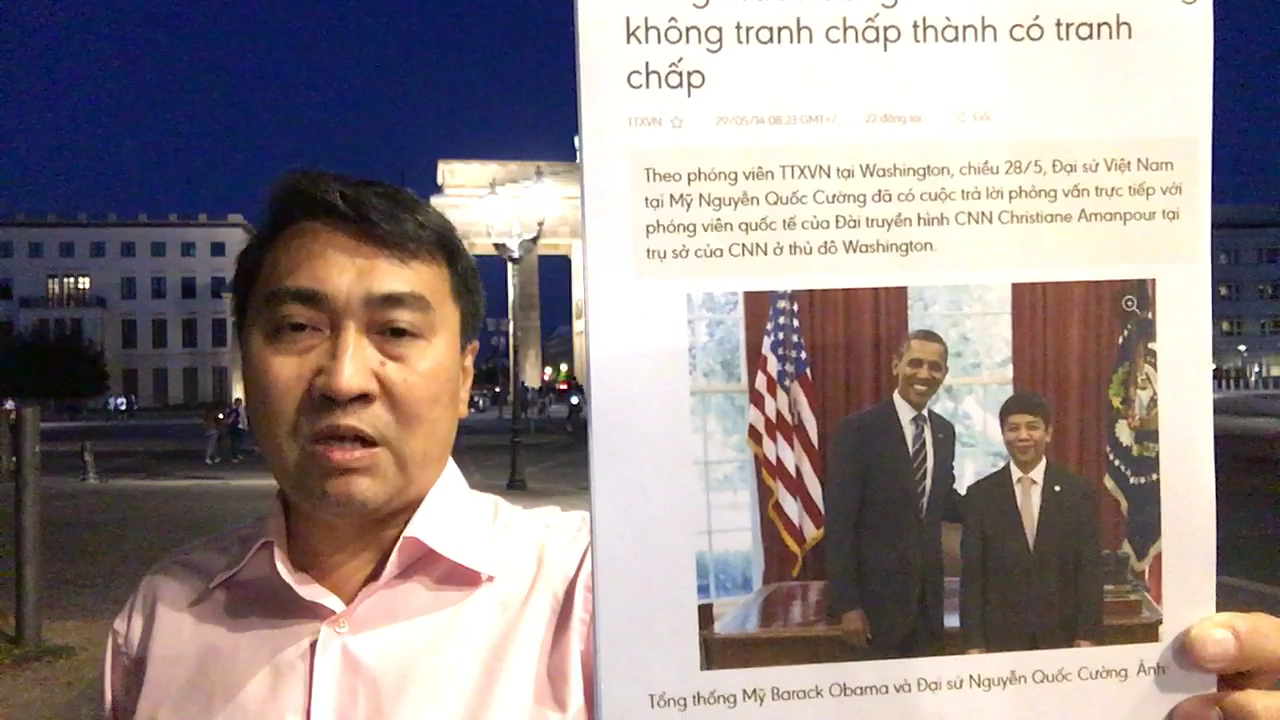 không tranh chấp thành có tranh
chấp
TTXVN 29/05/14 08:23 GMT+7
Theo phóng viên TTXVN tại Washington, chiều 28/5, Đại sứ Việt Nam
tại Mỹ Nguyễn Quốc Cường đã có cuộc trả lời phỏng vấn trực tiếp với
phóng viên quốc tế của Đài truyền hình CNN Christiane Amanpour tại
trụ sở của CNN ở thủ đô Washington.
Tổng thống Mỹ Barack Obama và Đại sứ Nguyễn Quốc Cường. Ảnh: